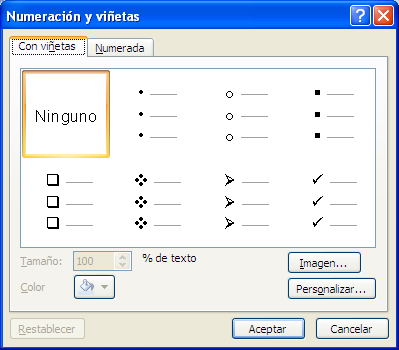 Numeración y viñetas
Con viñetas
Numerada
Ninguno
Tamaño: 100 % de texto
Imagen...
Color
Personalizar...
Restablecer
Aceptar
Cancelar